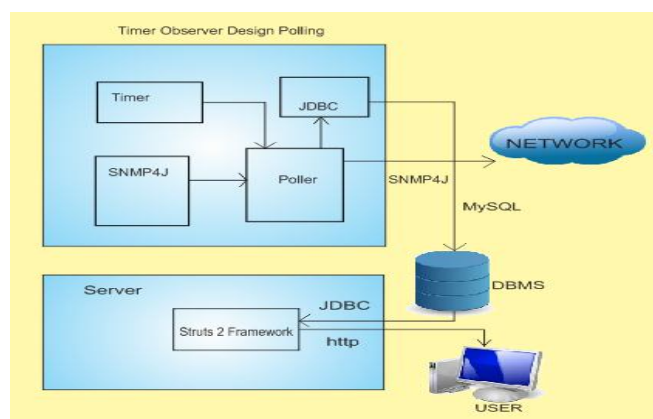 Timer Observer Design Polling
Timer
JDBC
SNMP4J
Poller
SNMP4J
NETWORK
MySQL
DBMS
Server
JDBC
Struts 2 Framework
http
USER